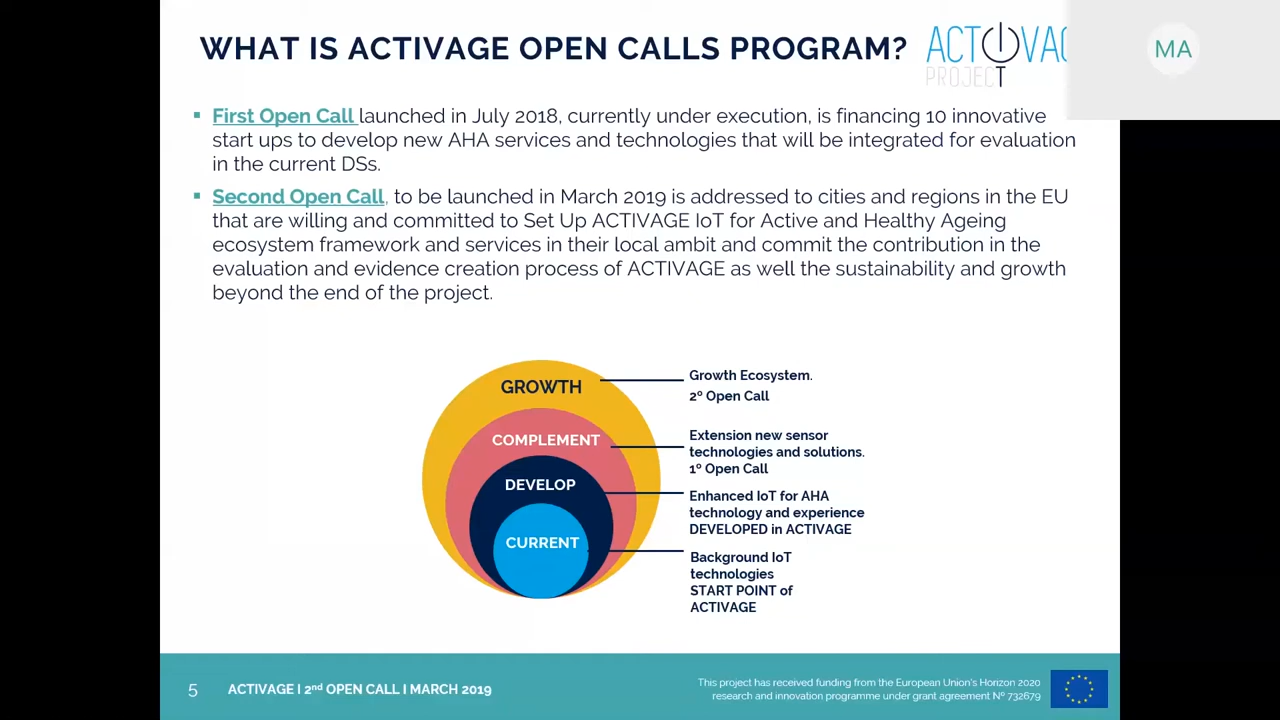 WHAT IS ACTIVAGE OPEN CALLS PROGRAM?
ACTIVAG
PROJECT
MA
▪ First Open Call launched in July 2018, currently under execution, is financing 10 innovative
start ups to develop new AHA services and technologies that will be integrated for evaluation
in the current DSs.
▪ Second Open Call, to be launched in March 2019 is addressed to cities and regions in the EU
that are willing and committed to Set Up ACTIVAGE IoT for Active and Healthy Ageing
ecosystem framework and services in their local ambit and commit the contribution in the
evaluation and evidence creation process of ACTIVAGE as well the sustainability and growth
beyond the end of the project.
GROWTH
Growth Ecosystem.
2º Open Call
COMPLEMENT
Extension new sensor
technologies and solutions.
1º Open Call
DEVELOP
Enhanced IoT for AHA
technology and experience
DEVELOPED in ACTIVAGE
CURRENT
Background IoT
technologies
START POINT of
ACTIVAGE
5
ACTIVAGE I 2nd OPEN CALL I MARCH 2019
This project has received funding from the European Union's Horizon 2020
research and innovation programme under grant agreement Nº 732679